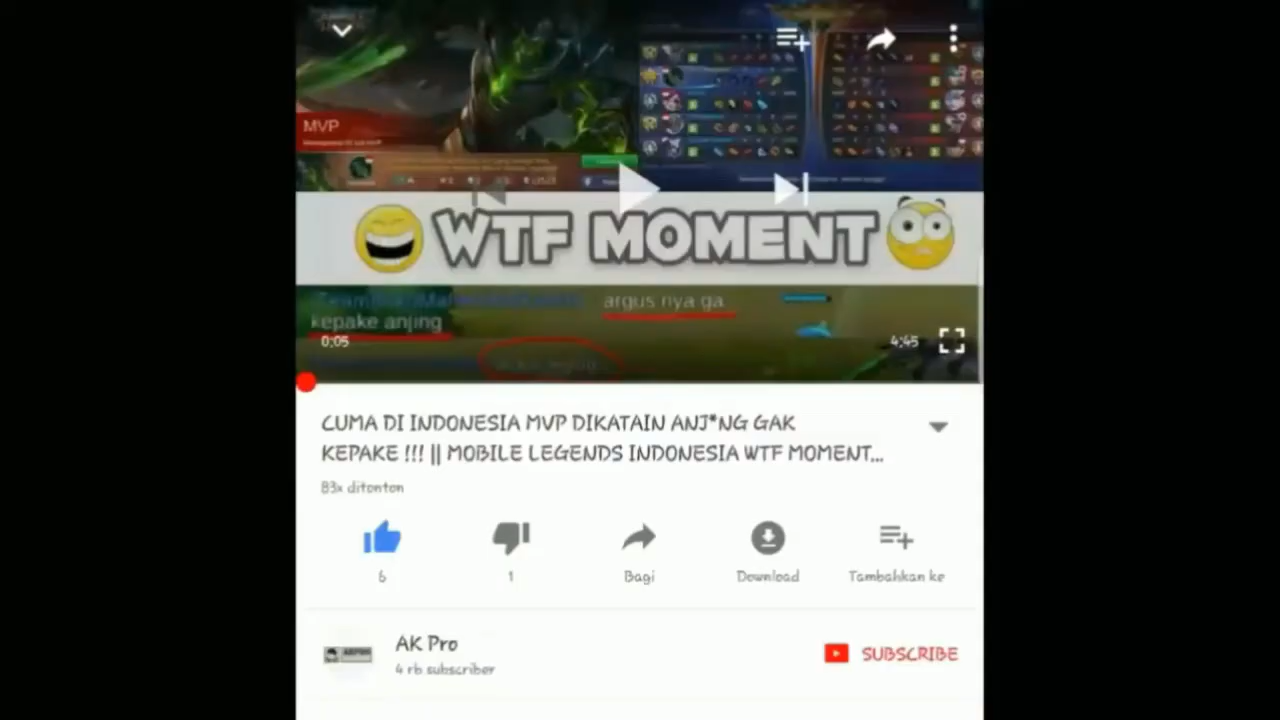 MVP
WTF MOMENT
argus nya ga
kepake anjing
0:05
4:45
CUMA DI INDONESIA MVP DIKATAIN ANJ*NG GAK
KEPAKE !!! || MOBILE LEGENDS INDONESIA WTF MOMENT...
83x ditonton
6
1
Bagi
Download
Tambahkan ke
AK Pro
4 rb subscriber
SUBSCRIBE